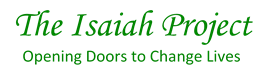 The Isaiah Project
Opening Doors to Change Lives